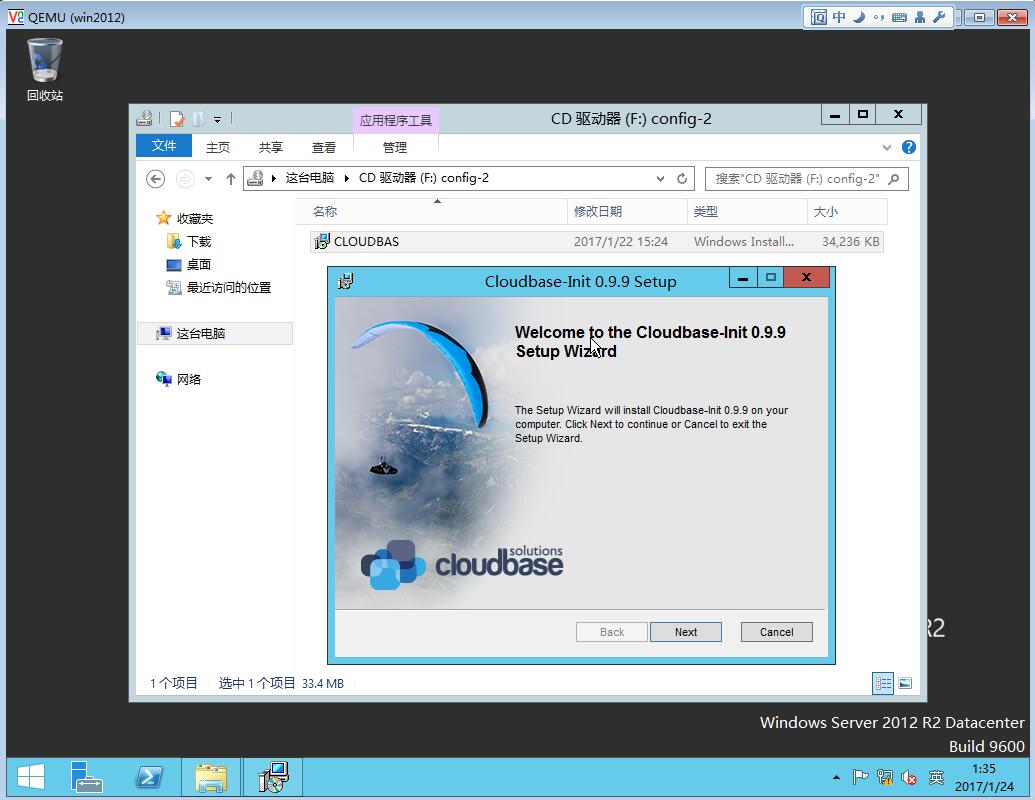 QEMU (win2012)
中
回收站
应用程序工具
CD 驱动器 (F:) config-2
文件
主页
共享
查看
管理
这台电脑
CD 驱动器 (F:) config-2
搜索"CD 驱动器 (F:) config-2"
名称
修改日期
类型
大小
收藏夹
下载
桌面
最近访问的位置
这台电脑
网络
CLOUDBAS
2017/1/22 15:24
Windows Install...
34,236 KB
Cloudbase-Init 0.9.9 Setup
Welcome to the Cloudbase-Init 0.9.9
Setup Wizard
The Setup Wizard will install Cloudbase-Init 0.9.9 on your
computer. Click Next to continue or Cancel to exit the
Setup Wizard.
solutions
cloudbase
Back
Next
Cancel
R2
1 个项目
选中 1 个项目
33.4 MB
Windows Server 2012 R2 Datacenter
Build 9600
英
1:35
2017/1/24